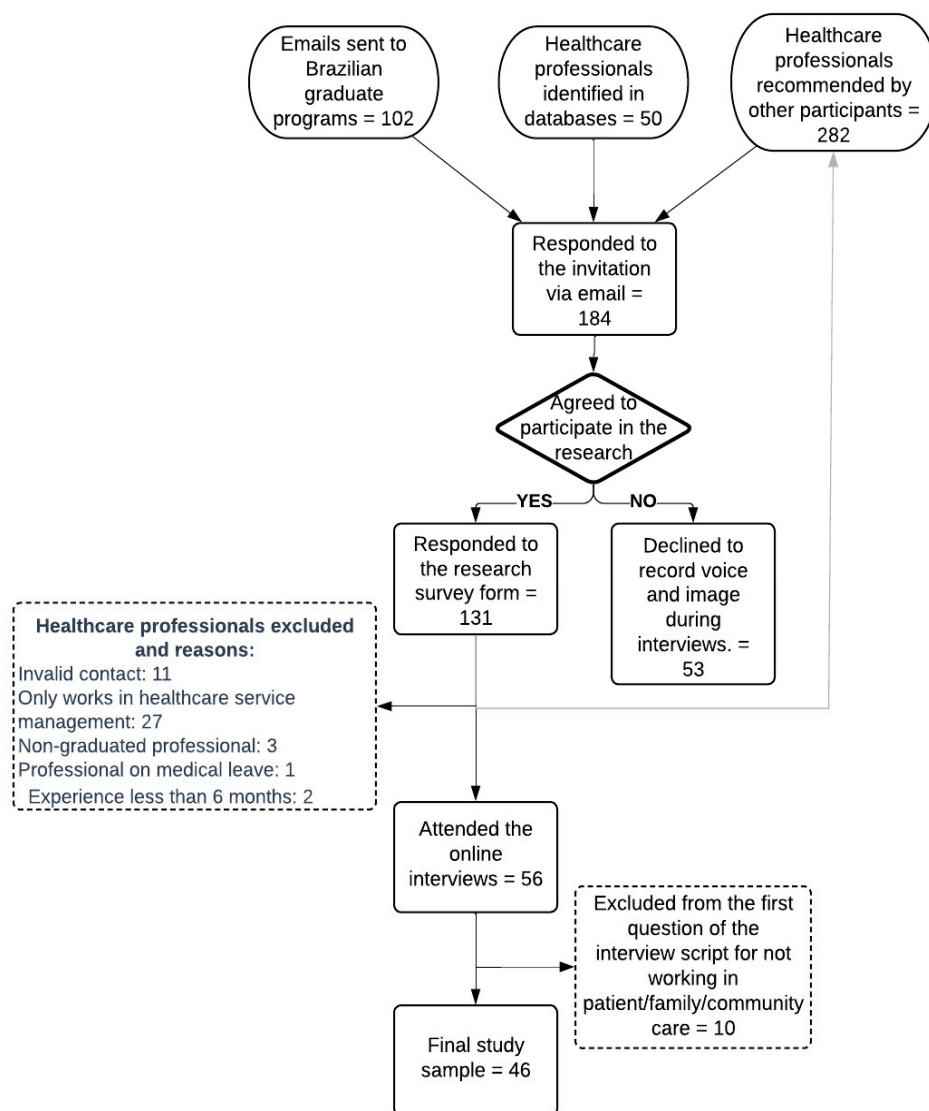 Emails sent to
Brazilian
graduate
programs = 102
Healthcare
professionals
identified in
databases = 50
Healthcare
professionals
recommended by
other participants =
282
Responded to
the invitation
via email =
184
Agreed to
participate in the
research
YES
NO
Responded to
the research
survey form =
131
Declined to
record voice
and image
during
interviews. =
53
Healthcare professionals excluded
and reasons:
Invalid contact: 11
Only works in healthcare service
management: 27
Non-graduated professional: 3
Professional on medical leave: 1
Experience less than 6 months: 2
Attended the
online
interviews = 56
Excluded from the first
question of the
interview script for not
working in
patient/family/community
care = 10
Final study
sample = 46